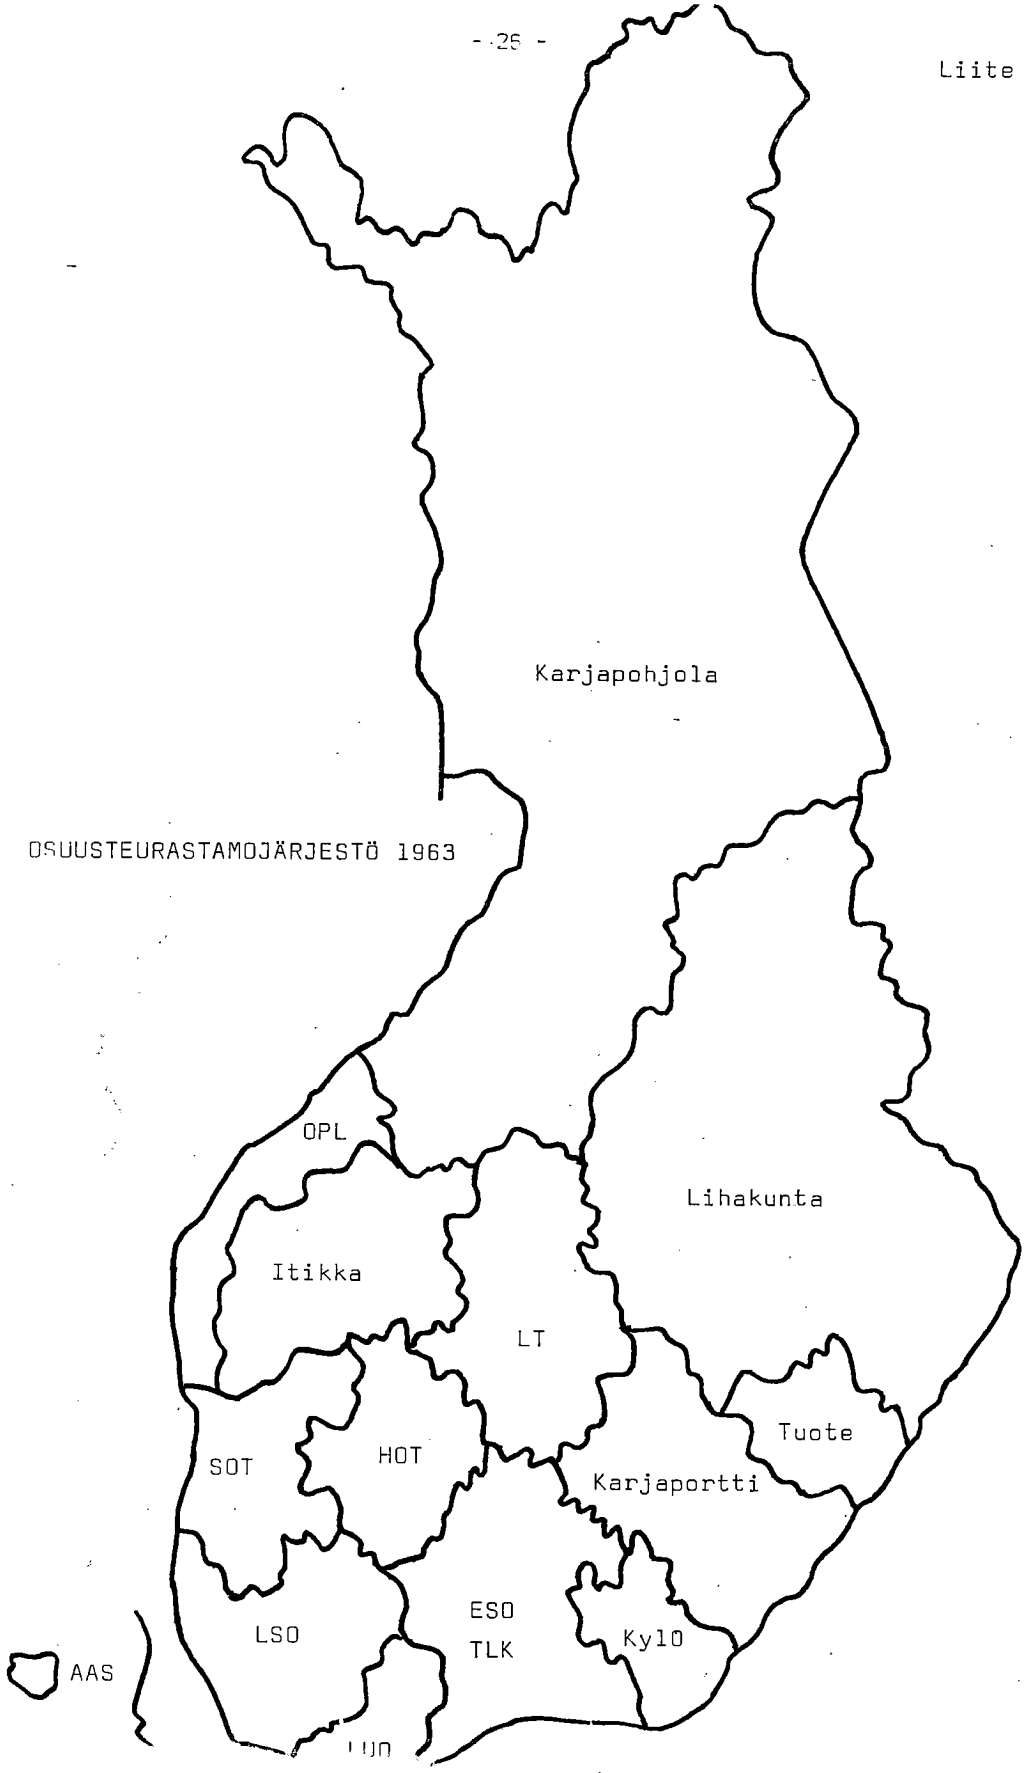 - 26 -
Liite
Karjapohjola
OSUUSTEURASTAMOJÄRJESTÖ 1963
OPL
Lihakunta
Itikka
LT
Tuote
HOT
SOT
Karjaportti
ESO
TLK
LSO
KylO
AAS